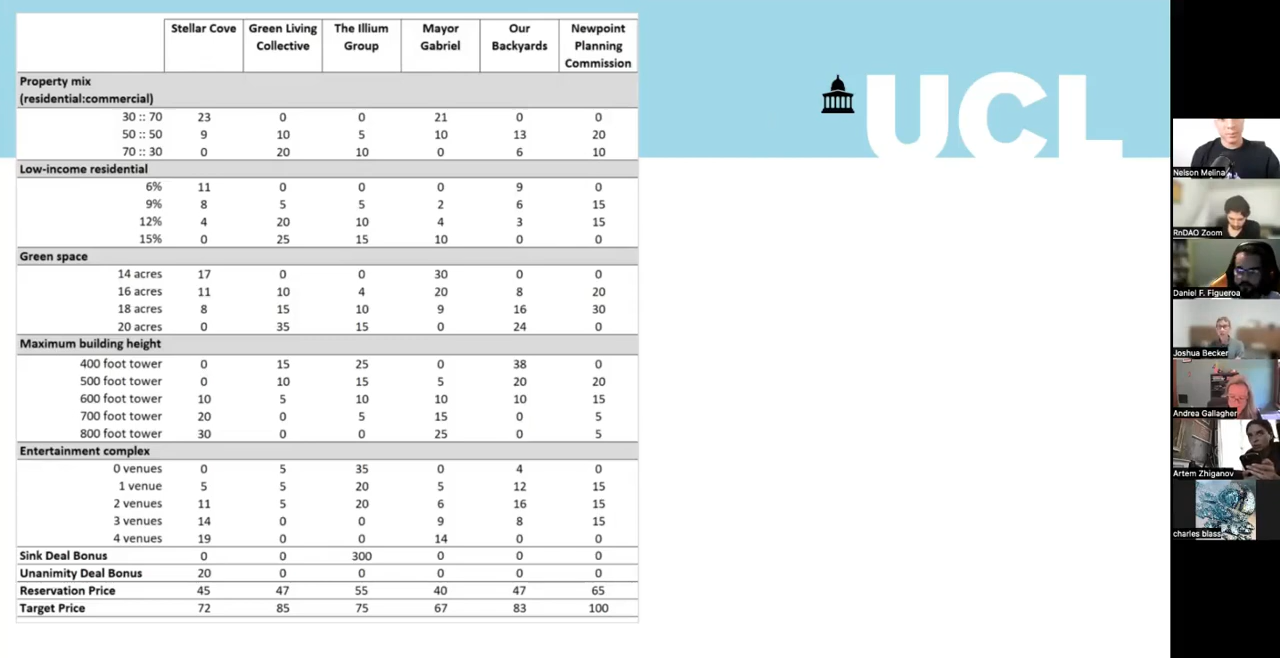 Stellar Cove Green Living Collective The Illium Group Mayor Gabriel Our Backyards Newpoint Planning Commission
Property mix (residential:commercial)
30 :: 70 23 0 0 21 0 0
50 :: 50 9 10 5 10 13 20
70 :: 30 0 20 10 0 6 10
Low-income residential
6% 11 0 0 0 9 0
9% 8 5 5 2 6 15
12% 4 20 10 4 3 15
15% 0 25 15 10 0 0
Green space
14 acres 17 0 0 30 0 0
16 acres 11 10 4 20 8 20
18 acres 8 15 10 9 16 30
20 acres 0 35 15 0 24 0
Maximum building height
400 foot tower 0 15 25 0 38 0
500 foot tower 0 10 15 5 20 20
600 foot tower 10 5 10 10 10 15
700 foot tower 20 0 5 15 0 5
800 foot tower 30 0 0 25 0 5
Entertainment complex
0 venues 0 5 35 0 4 0
1 venue 5 5 20 5 12 15
2 venues 11 5 20 6 16 15
3 venues 14 0 0 9 8 15
4 venues 19 0 0 14 0 0
Sink Deal Bonus 0 0 300 0 0 0
Unanimity Deal Bonus 20 0 0 0 0 0
Reservation Price 45 47 55 40 47 65
Target Price 72 85 75 67 83 100
UCL
Nelson Melina
RnDAO Zoom
Daniel F. Figueroa
Joshua Becker
Andrea Gallagher
Artem Zhiganov
charles blass